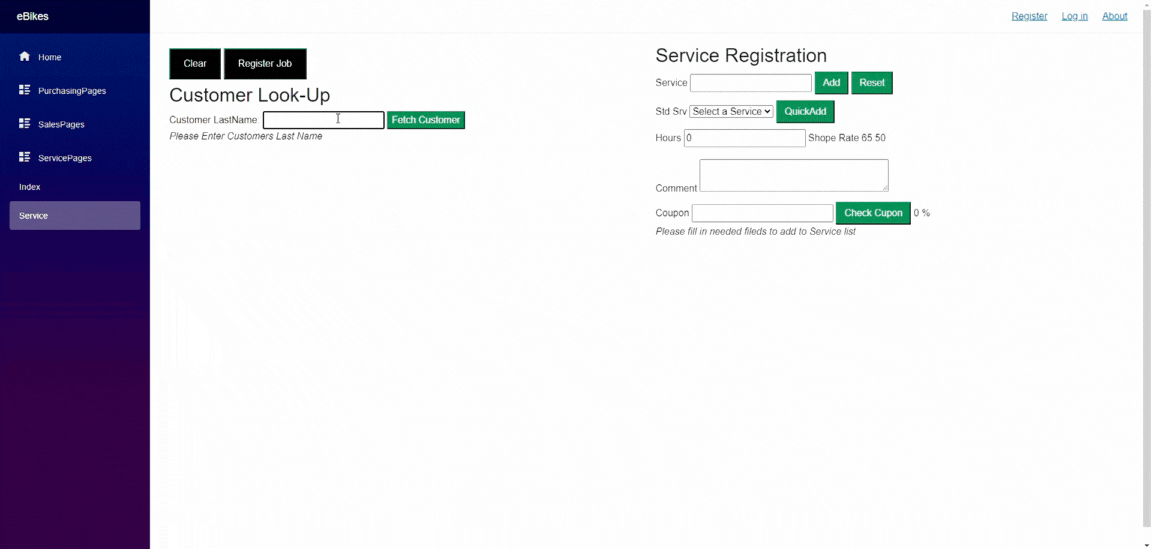 eBikes
Register Log in About
Home
PurchasingPages
SalesPages
ServicePages
Index
Service
Clear Register Job
Customer Look-Up
Customer LastName: Fetch Customer
Please Enter Customers Last Name
Service Registration
Service Add Reset
Std Srv Select a Service QuickAdd
Hours 0 Shope Rate 65.50
Comment
Coupon Check Cupon 0 %
Please fill in needed fileds to add to Service list